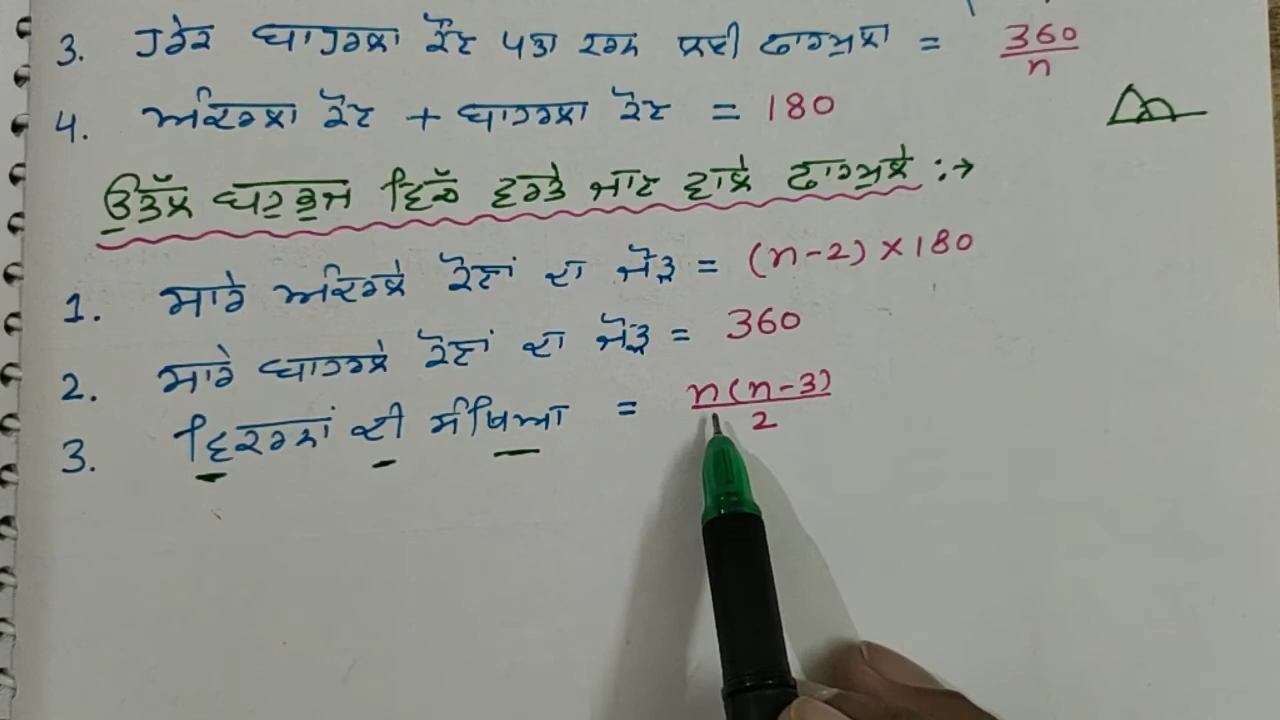 3. ਹਰੇਕ ਬਾਹਰਲਾ ਕੌਣ ਪਤਾ ਕਰਨ ਲਈ ਫਾਰਮੂਲਾ = 360/n
4. ਅੰਦਰਲਾ ਕੌਣ + ਬਾਹਰਲਾ ਕੌਣ = 180
ਉੱਤਲ ਬਹੁਭੁਜ ਵਿੱਚ ਵਰਤੇ ਜਾਣ ਵਾਲੇ ਫਾਰਮੂਲੇ :→
1. ਸਾਰੇ ਅੰਦਰਲੇ ਕੋਣਾਂ ਦਾ ਜੋੜ = (n-2)×180
2. ਸਾਰੇ ਬਾਹਰਲੇ ਕੋਣਾਂ ਦਾ ਜੋੜ = 360
3. ਵਿਕਰਨਾਂ ਦੀ ਸੰਖਿਆ = n(n-3)/2